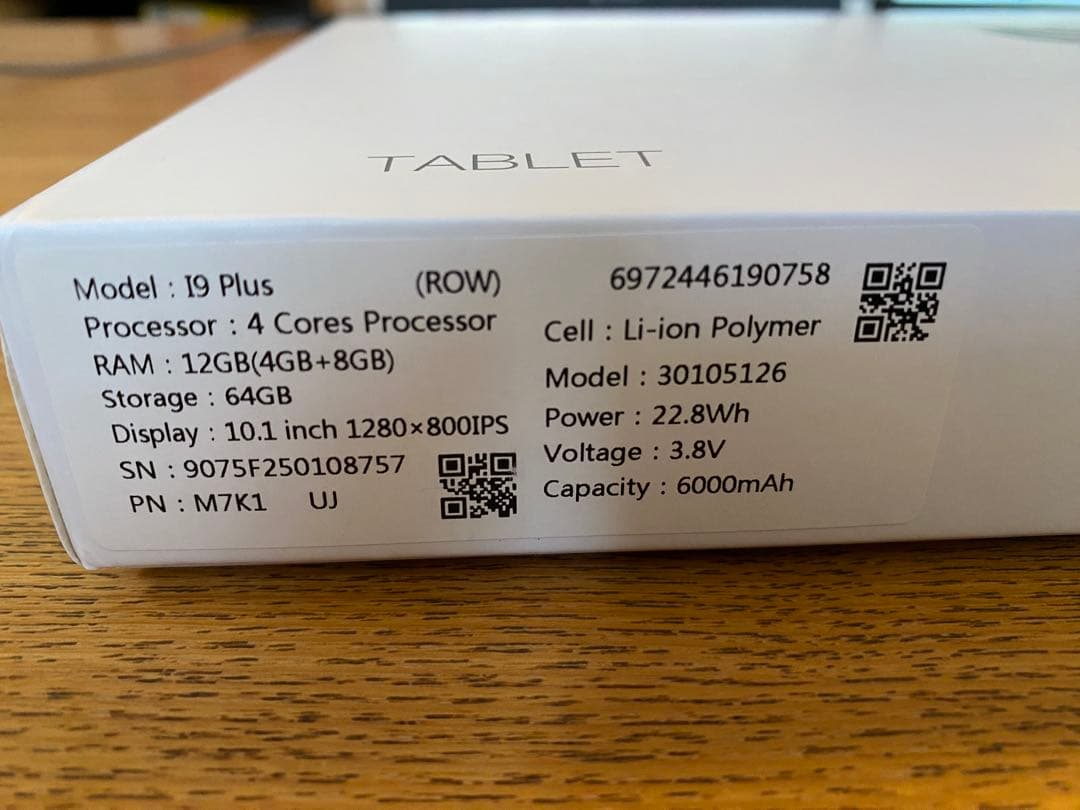 TABLET
Model : I9 Plus (ROW)
Processor : 4 Cores Processor
RAM : 12GB(4GB+8GB)
Storage : 64GB
Display : 10.1 inch 1280×800IPS
SN : 9075F250108757
PN : M7K1 UJ
6972446190758
Cell : Li-ion Polymer
Model : 30105126
Power : 22.8Wh
Voltage : 3.8V
Capacity : 6000mAh